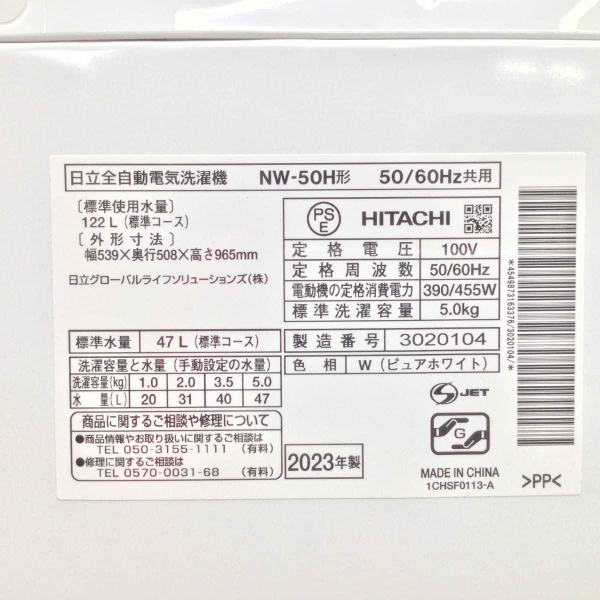 日立全自動電気洗濯機 NW-50H形 50/60Hz共用
〔標準使用水量〕
122L(標準コース)
〔外形寸法〕
幅539×奥行508×高さ965mm
日立グローバルライフソリューションズ(株)
PS
E
HITACHI
定格電圧 100V
定格周波数 50/60Hz
電動機の定格消費電力 390/455W
標準洗濯容量 5.0kg
標準水量 47L(標準コース)
洗濯容量と水量(手動設定の水量)
洗濯容量(kg) 1.0 2.0 3.5 5.0
水量(L) 20 31 40 47
製造番号 3020104
色相 W(ピュアホワイト)
商品に関するご相談や修理について
●商品情報やお取り扱いに関するご相談
TEL 050-3155-1111 (有料)
●修理に関するご相談
TEL 0570-0031-68 (有料)
2023年製
S JET
G
MADE IN CHINA
1CHSF0113-A
*4549873163376/3020104/*
>PP<